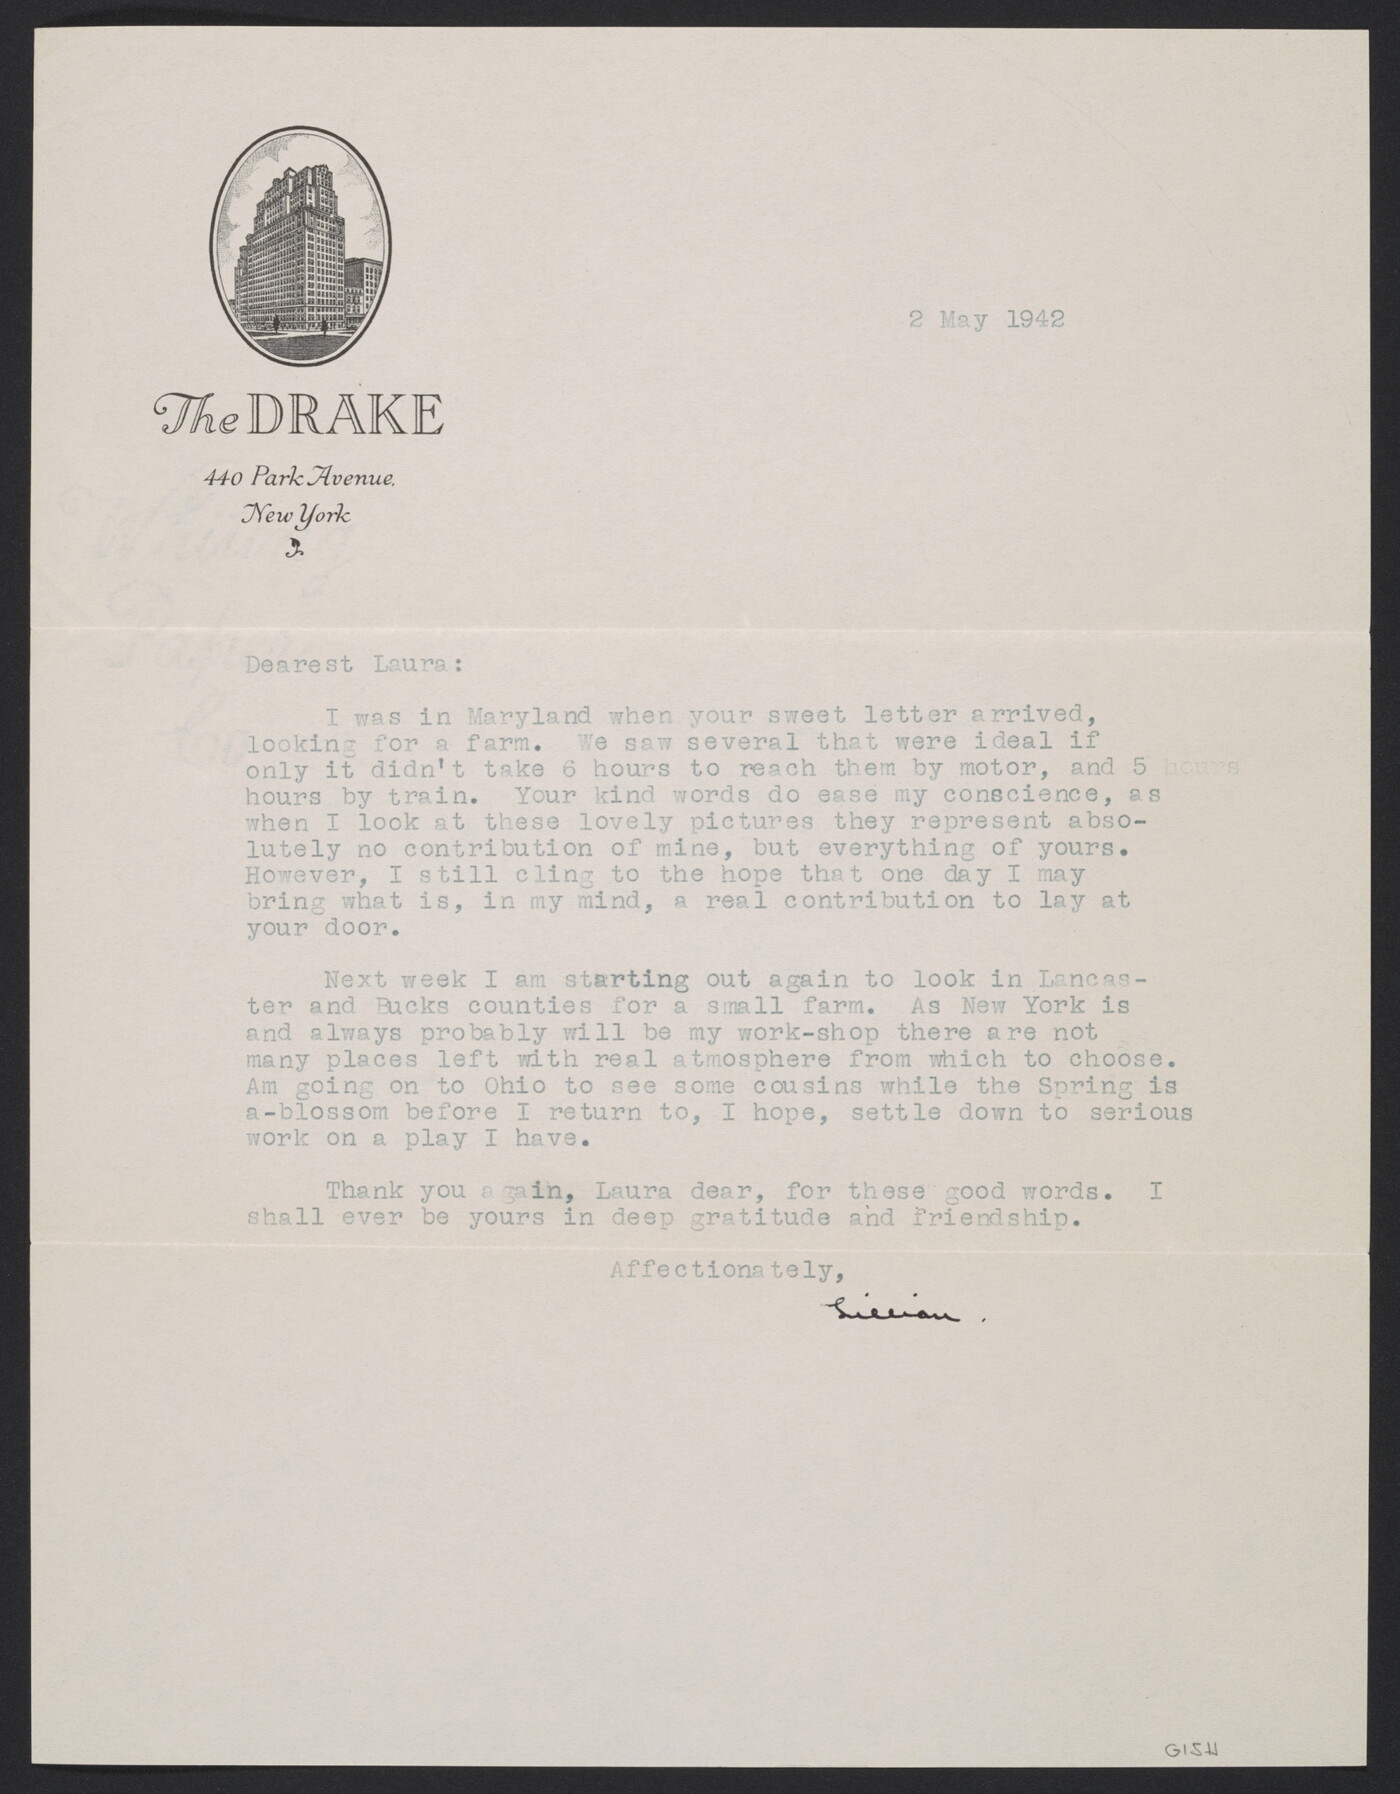 The DRAKE
440 Park Avenue,
New York
2 May 1942
Dearest Laura:
I was in Maryland when your sweet letter arrived,
looking for a farm. We saw several that were ideal if
only it didn't take 6 hours to reach them by motor, and 5 hours
hours by train. Your kind words do ease my conscience, as
when I look at these lovely pictures they represent abso-
lutely no contribution of mine, but everything of yours.
However, I still cling to the hope that one day I may
bring what is, in my mind, a real contribution to lay at
your door.
Next week I am starting out again to look in Lancas-
ter and Bucks counties for a small farm. As New York is
and always probably will be my work-shop there are not
many places left with real atmosphere from which to choose.
Am going on to Ohio to see some cousins while the Spring is
a-blossom before I return to, I hope, settle down to serious
work on a play I have.
Thank you again, Laura dear, for these good words. I
shall ever be yours in deep gratitude and friendship.
Affectionately,
Lillian.
GISH